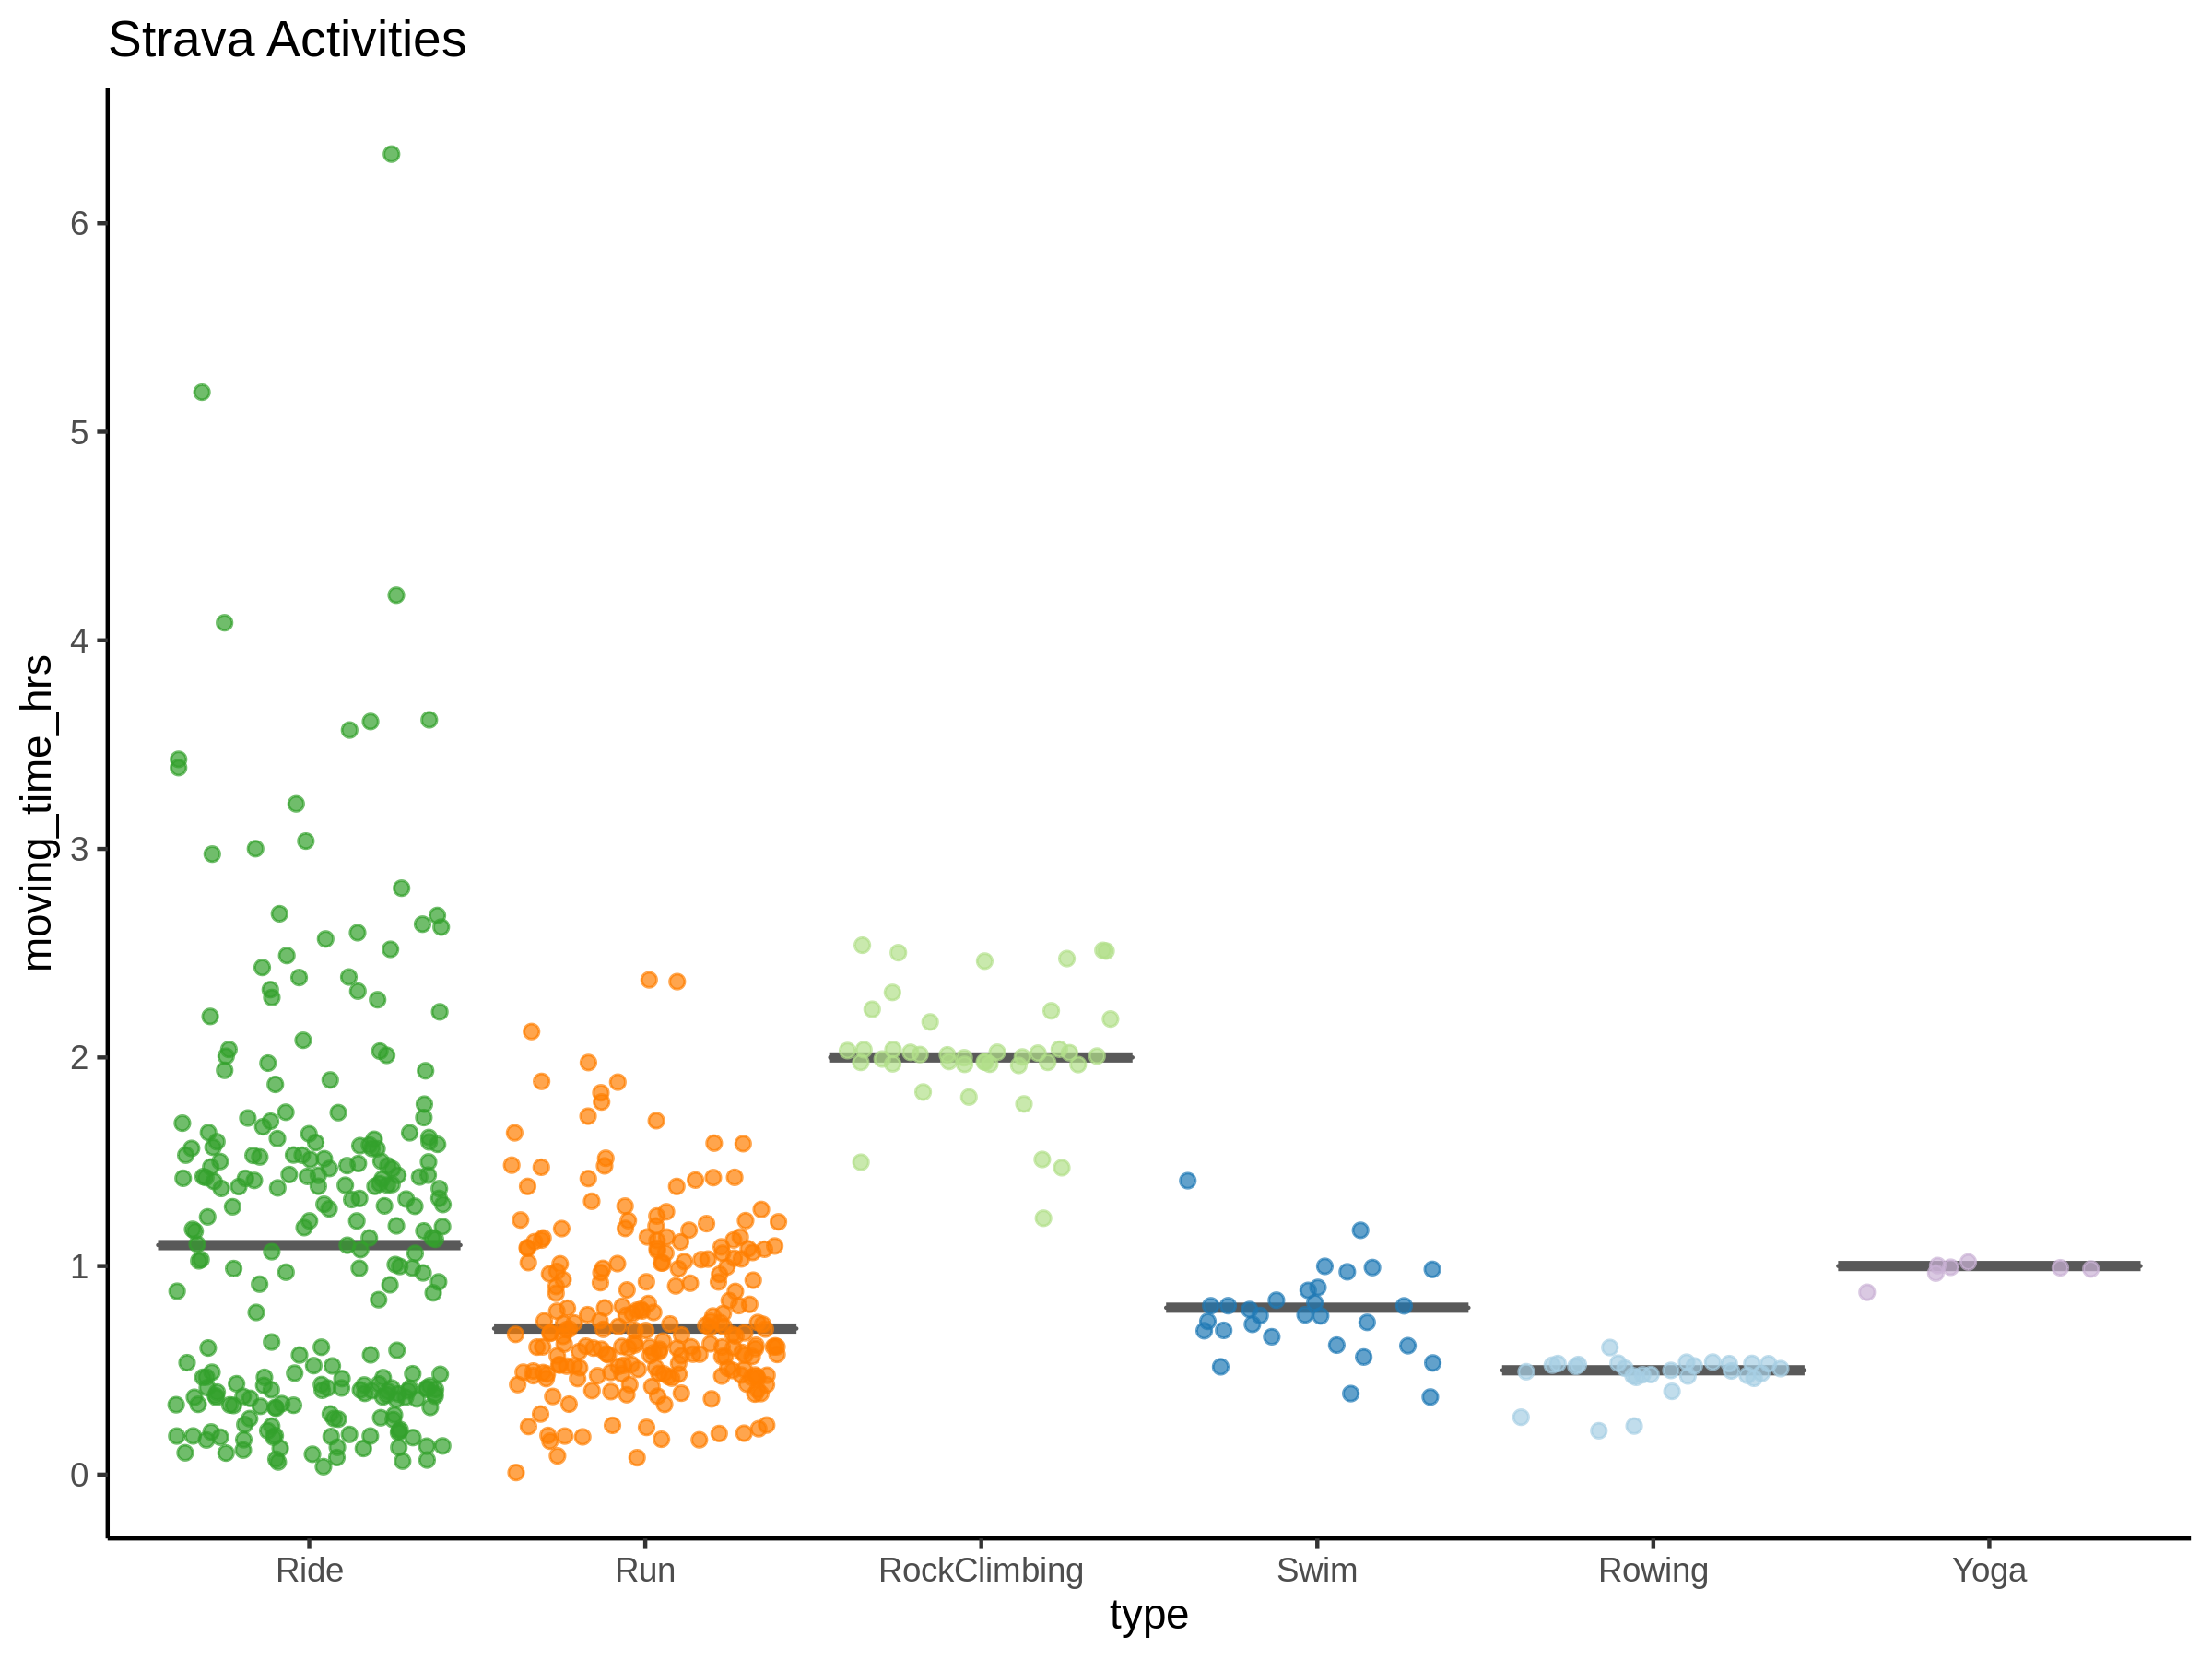 Strava Activities
moving_time_hrs
6
5
4
3
2
1
0
Ride Run RockClimbing Swim Rowing Yoga
type